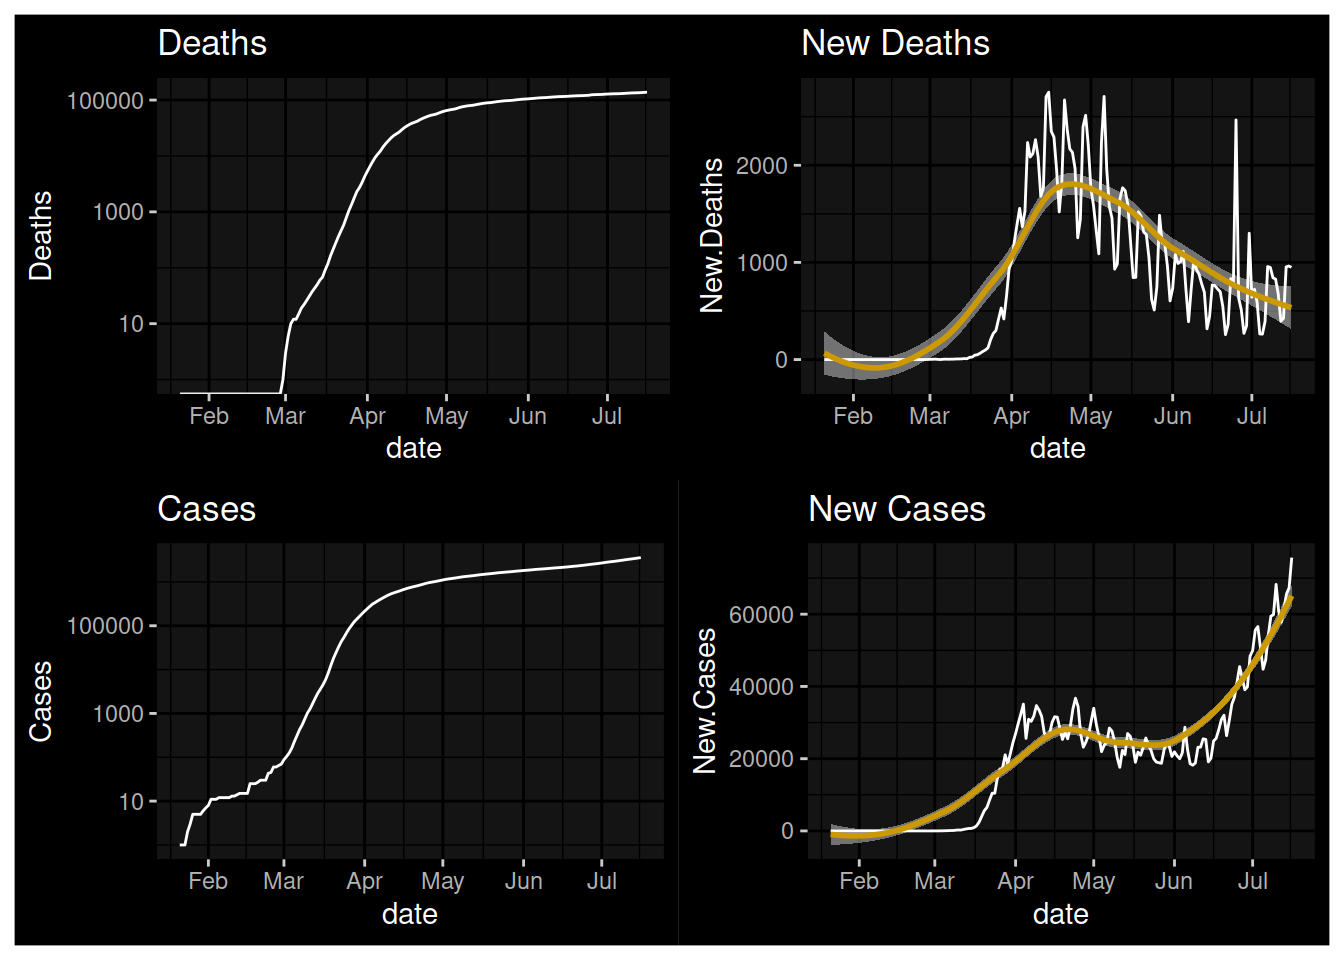 Deaths
Deaths
100000
1000
10
Feb Mar Apr May Jun Jul
date
New Deaths
New.Deaths
2000
1000
0
Feb Mar Apr May Jun Jul
date
Cases
Cases
100000
1000
10
Feb Mar Apr May Jun Jul
date
New Cases
New.Cases
60000
40000
20000
0
Feb Mar Apr May Jun Jul
date